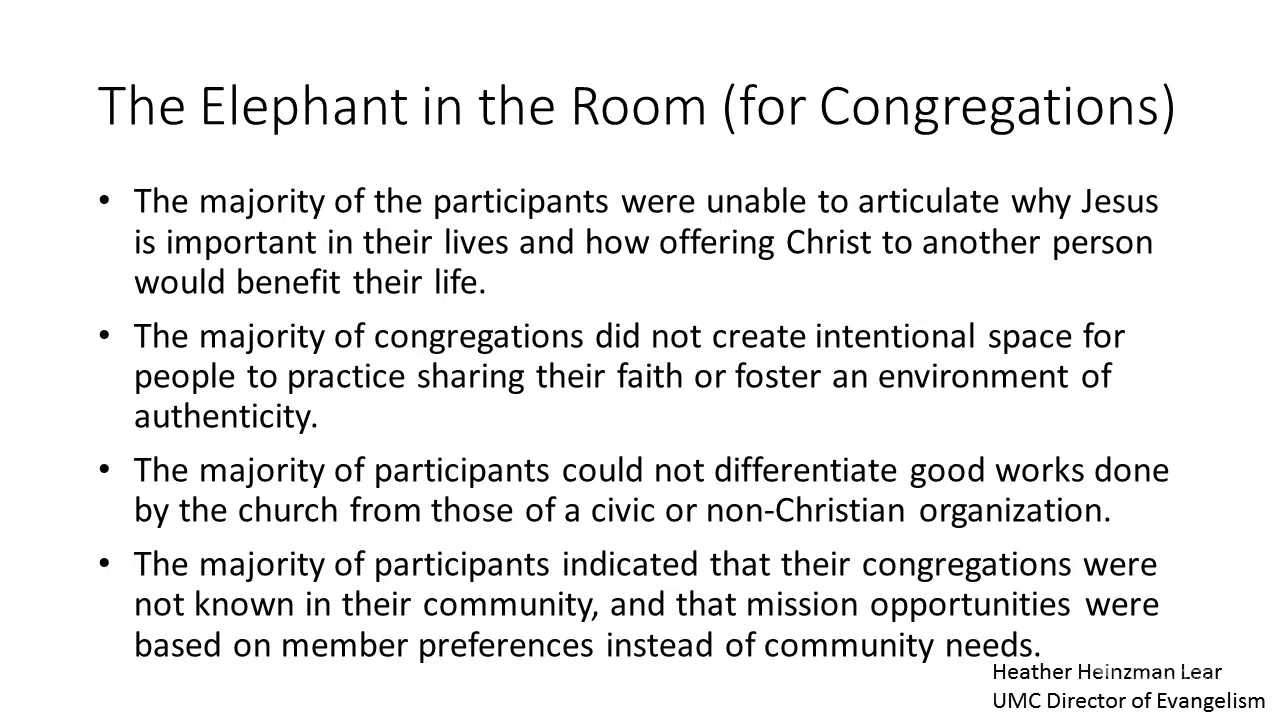 The Elephant in the Room (for Congregations)
• The majority of the participants were unable to articulate why Jesus
is important in their lives and how offering Christ to another person
would benefit their life.
• The majority of congregations did not create intentional space for
people to practice sharing their faith or foster an environment of
authenticity.
• The majority of participants could not differentiate good works done
by the church from those of a civic or non-Christian organization.
• The majority of participants indicated that their congregations were
not known in their community, and that mission opportunities were
based on member preferences instead of community needs.
Heather Heinzman Lear
UMC Director of Evangelism